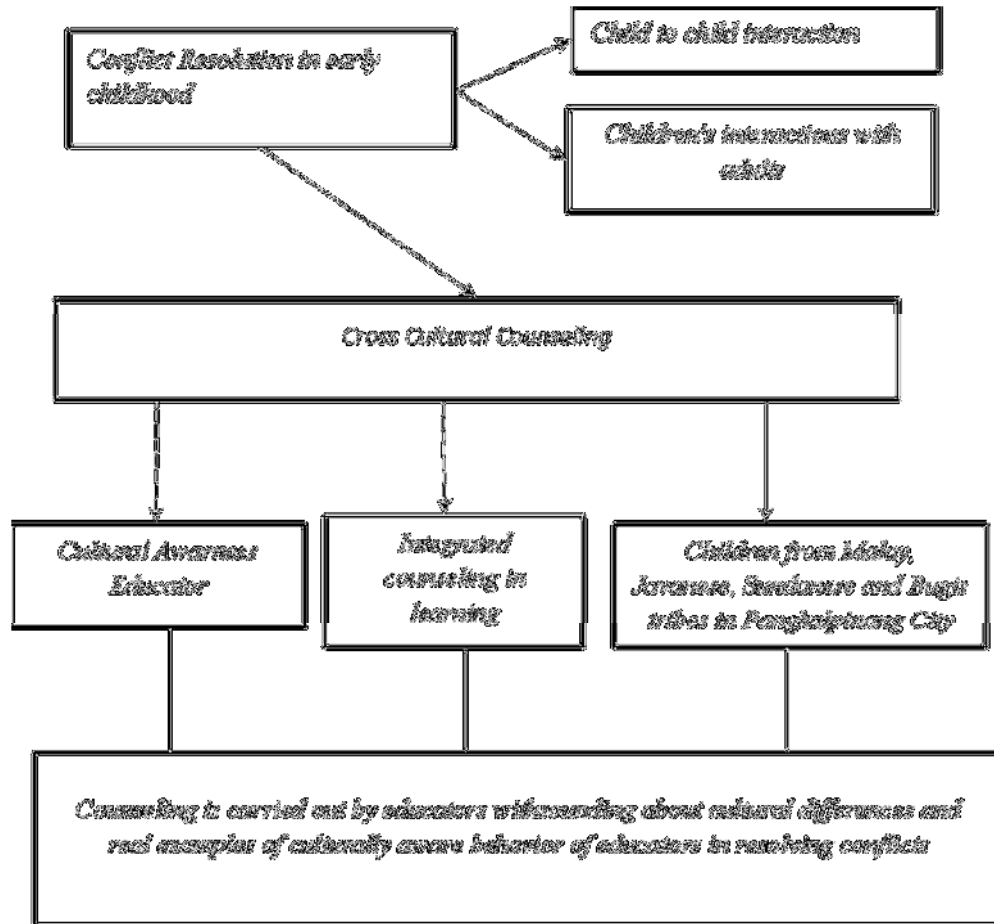 Conflict Resolution in early
childhood
Child to child interaction
Children's interactions with
adults
Cross Cultural Counseling
Cultural Awareness
Educator
Integrated
counseling in
learning
Children from Malay,
Javanese, Sundanese and Bugis
tribes in Pangkalpinang City
Counseling is carried out by educators with about cultural differences and
real examples of culturally aware behavior of educators in resolving conflicts